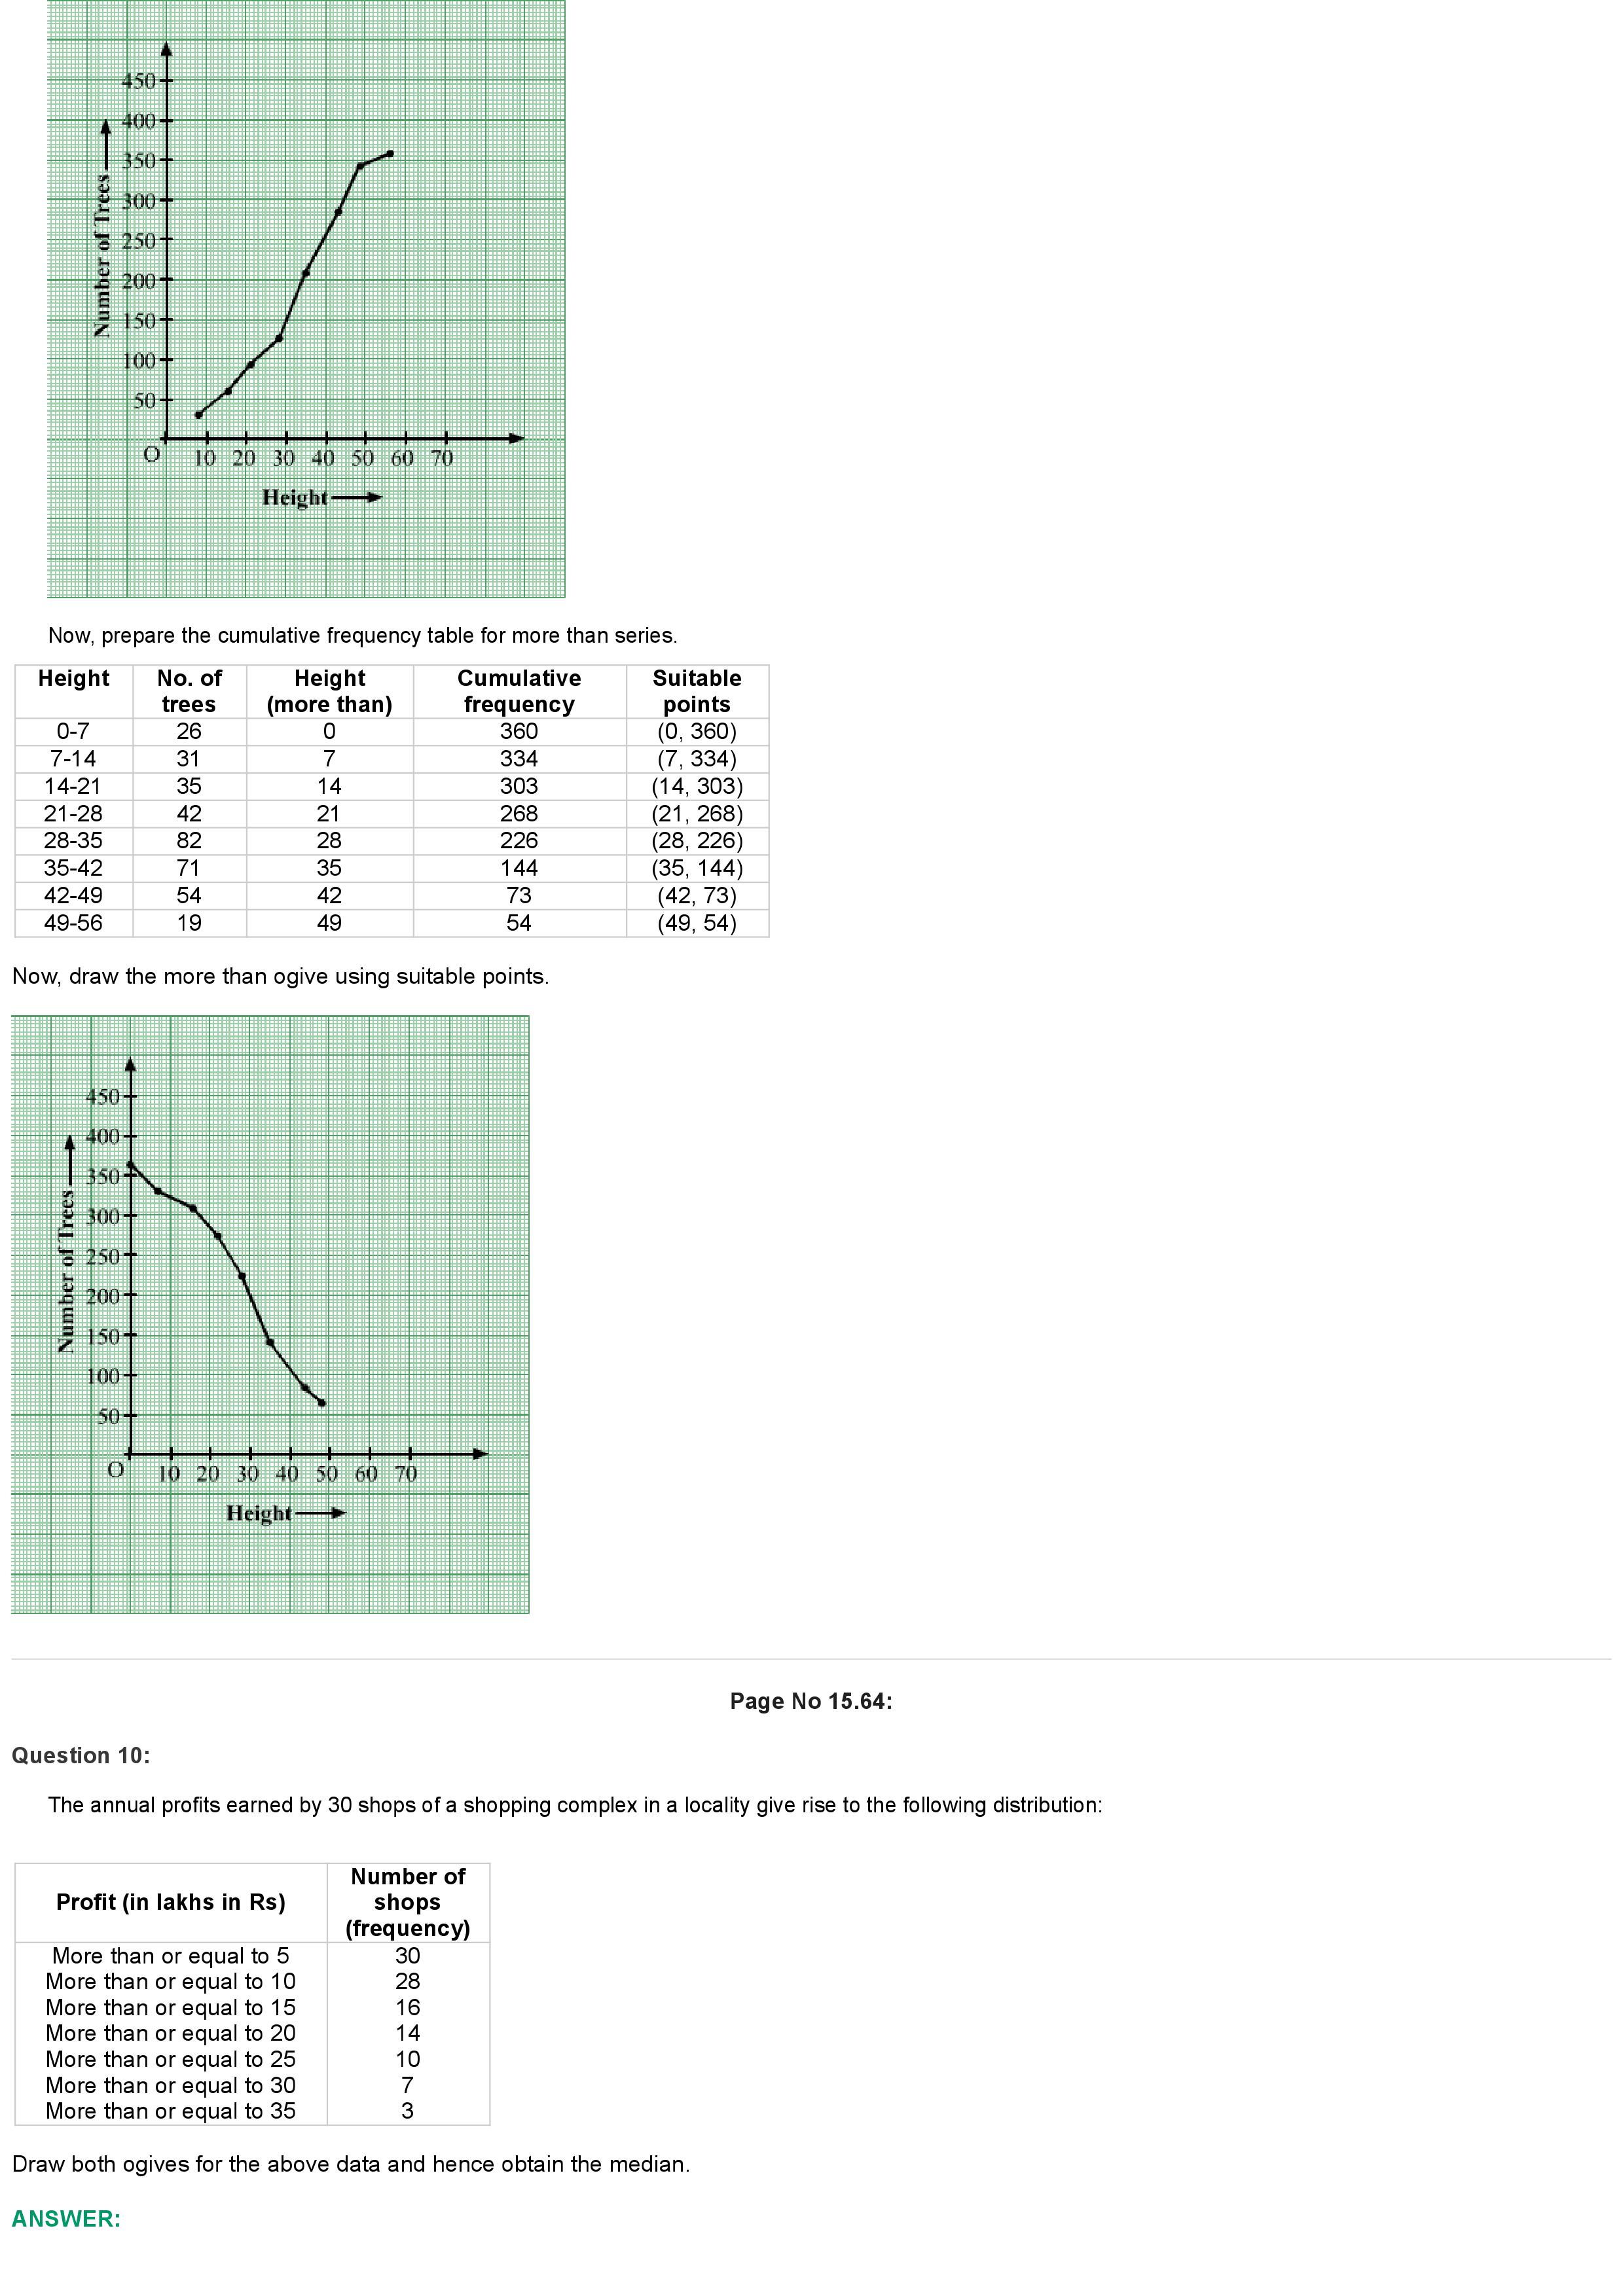 450
400
350
300
250
200
150
100
50
Number of Trees
O
10 20 30 40 50 60 70
Height
Now, prepare the cumulative frequency table for more than series.
Height No. of trees Height (more than) Cumulative frequency Suitable points
0-7 26 0 360 (0, 360)
7-14 31 7 334 (7, 334)
14-21 35 14 303 (14, 303)
21-28 42 21 268 (21, 268)
28-35 82 28 226 (28, 226)
35-42 71 35 144 (35, 144)
42-49 54 42 73 (42, 73)
49-56 19 49 54 (49, 54)
Now, draw the more than ogive using suitable points.
450
400
350
300
250
200
150
100
50
Number of Trees
O
10 20 30 40 50 60 70
Height
Page No 15.64:
Question 10:
The annual profits earned by 30 shops of a shopping complex in a locality give rise to the following distribution:
Profit (in lakhs in Rs) Number of shops (frequency)
More than or equal to 5 30
More than or equal to 10 28
More than or equal to 15 16
More than or equal to 20 14
More than or equal to 25 10
More than or equal to 30 7
More than or equal to 35 3
Draw both ogives for the above data and hence obtain the median.
ANSWER: